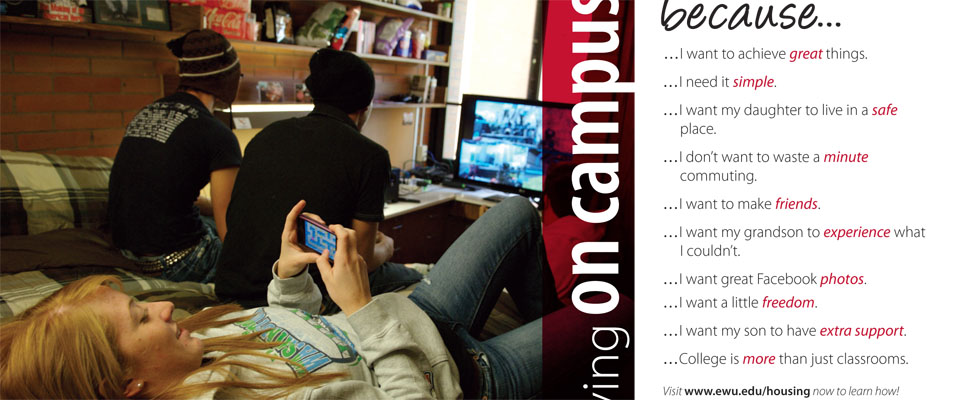 because...
...I want to achieve great things.
...I need it simple.
...I want my daughter to live in a safe
place.
...I don't want to waste a minute
commuting.
...I want to make friends.
...I want my grandson to experience what
I couldn't.
...I want great Facebook photos.
...I want a little freedom.
...I want my son to have extra support.
...College is more than just classrooms.
Visit www.ewu.edu/housing now to learn how!
ving on campus
Coca-Cola